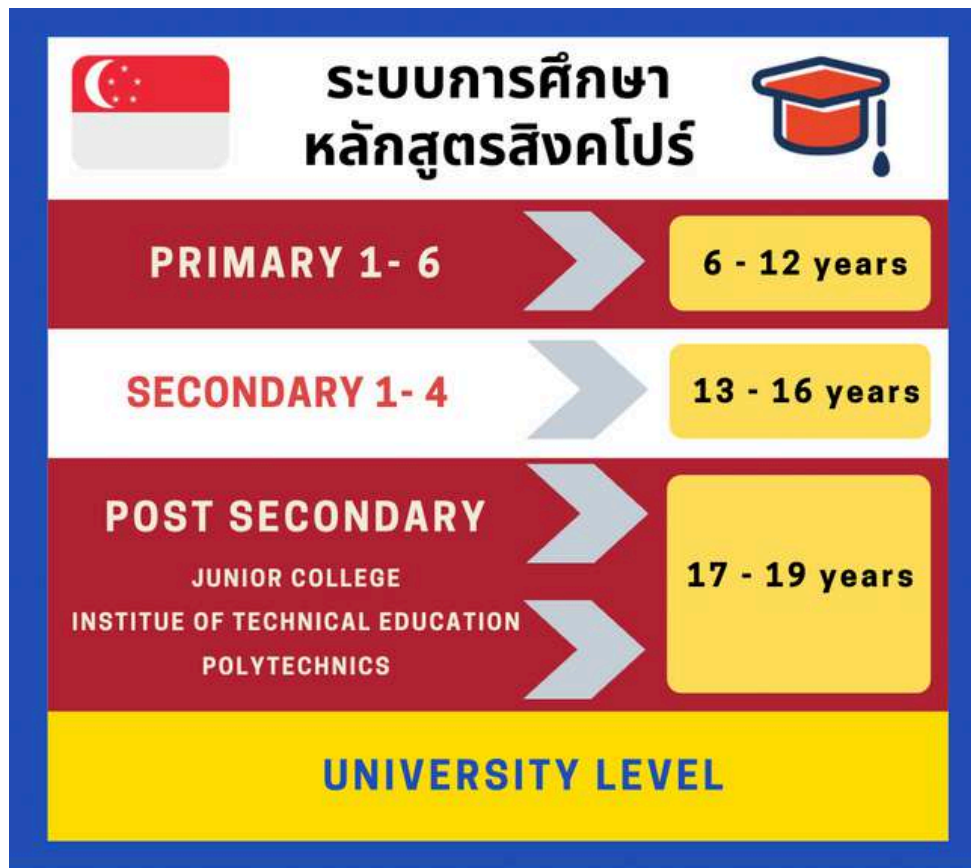 ระบบการศึกษา
หลักสูตรสิงคโปร์
PRIMARY 1- 6
6 - 12 years
SECONDARY 1- 4
13 - 16 years
POST SECONDARY
JUNIOR COLLEGE
INSTITUE OF TECHNICAL EDUCATION
POLYTECHNICS
17 - 19 years
UNIVERSITY LEVEL